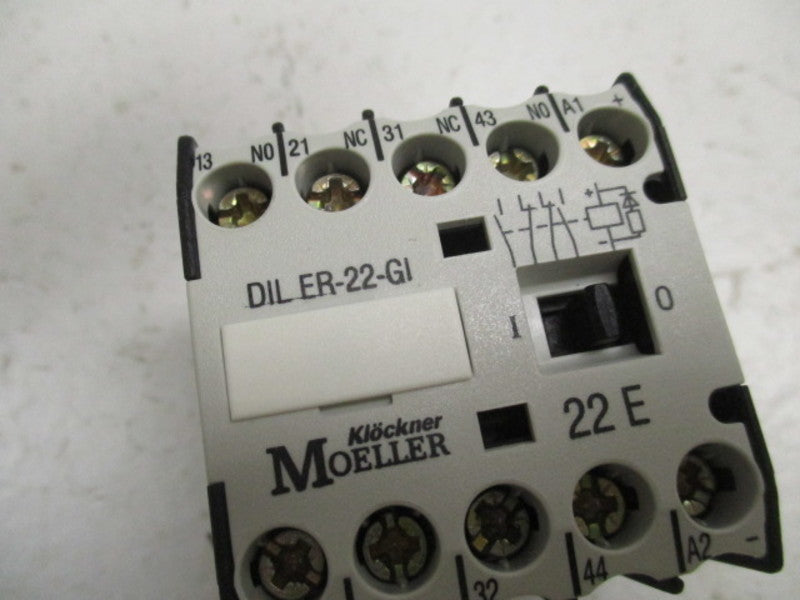 13 NO 21 NC 31 NC 43 NO A1 +
DIL ER-22-GI
+
-
I 0
22 E
Klöckner
MOELLER
32 44 A2 -